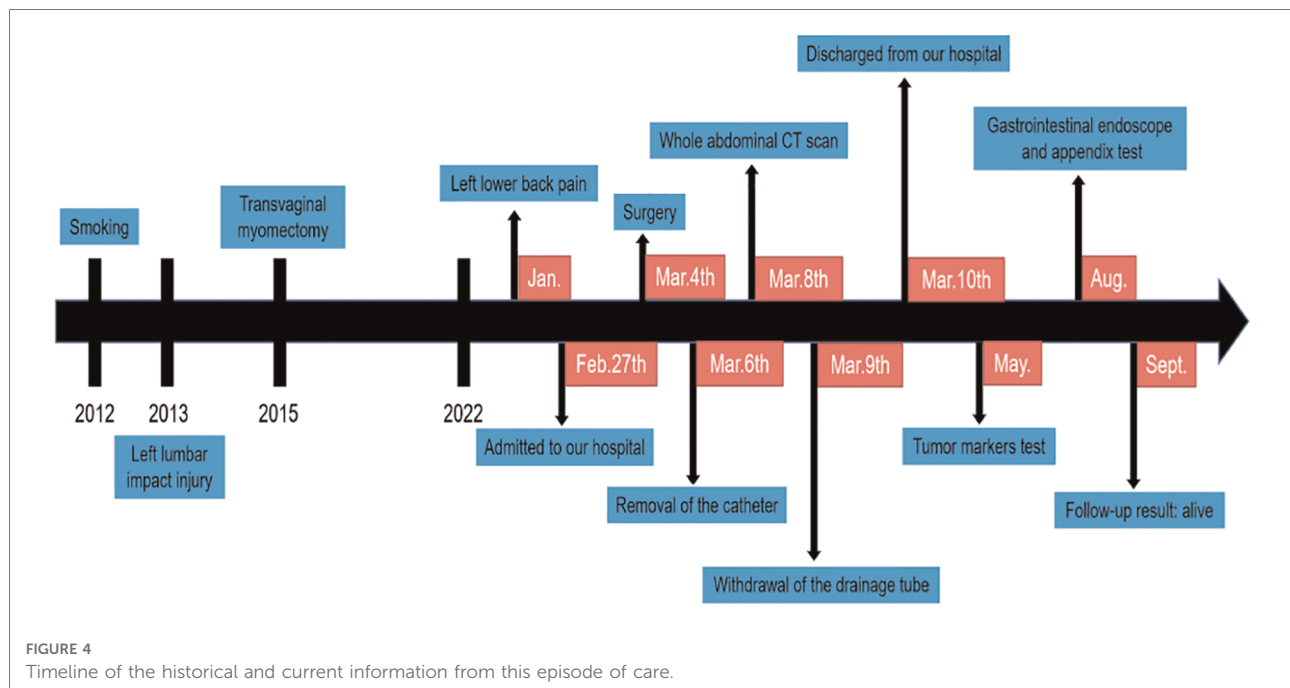 Discharged from our hospital
Gastrointestinal endoscope
and appendix test
Whole abdominal CT scan
Left lower back pain
Transvaginal
myomectomy
Surgery
Smoking
Jan.
Mar.4th
Mar.8th
Mar.10th
Aug.
Feb.27th
Mar.6th
Mar.9th
May.
Sept.
2012
2013
2015
2022
Left lumbar
impact injury
Admitted to our hospital
Tumor markers test
Removal of the catheter
Follow-up result: alive
Withdrawal of the drainage tube
FIGURE 4
Timeline of the historical and current information from this episode of care.